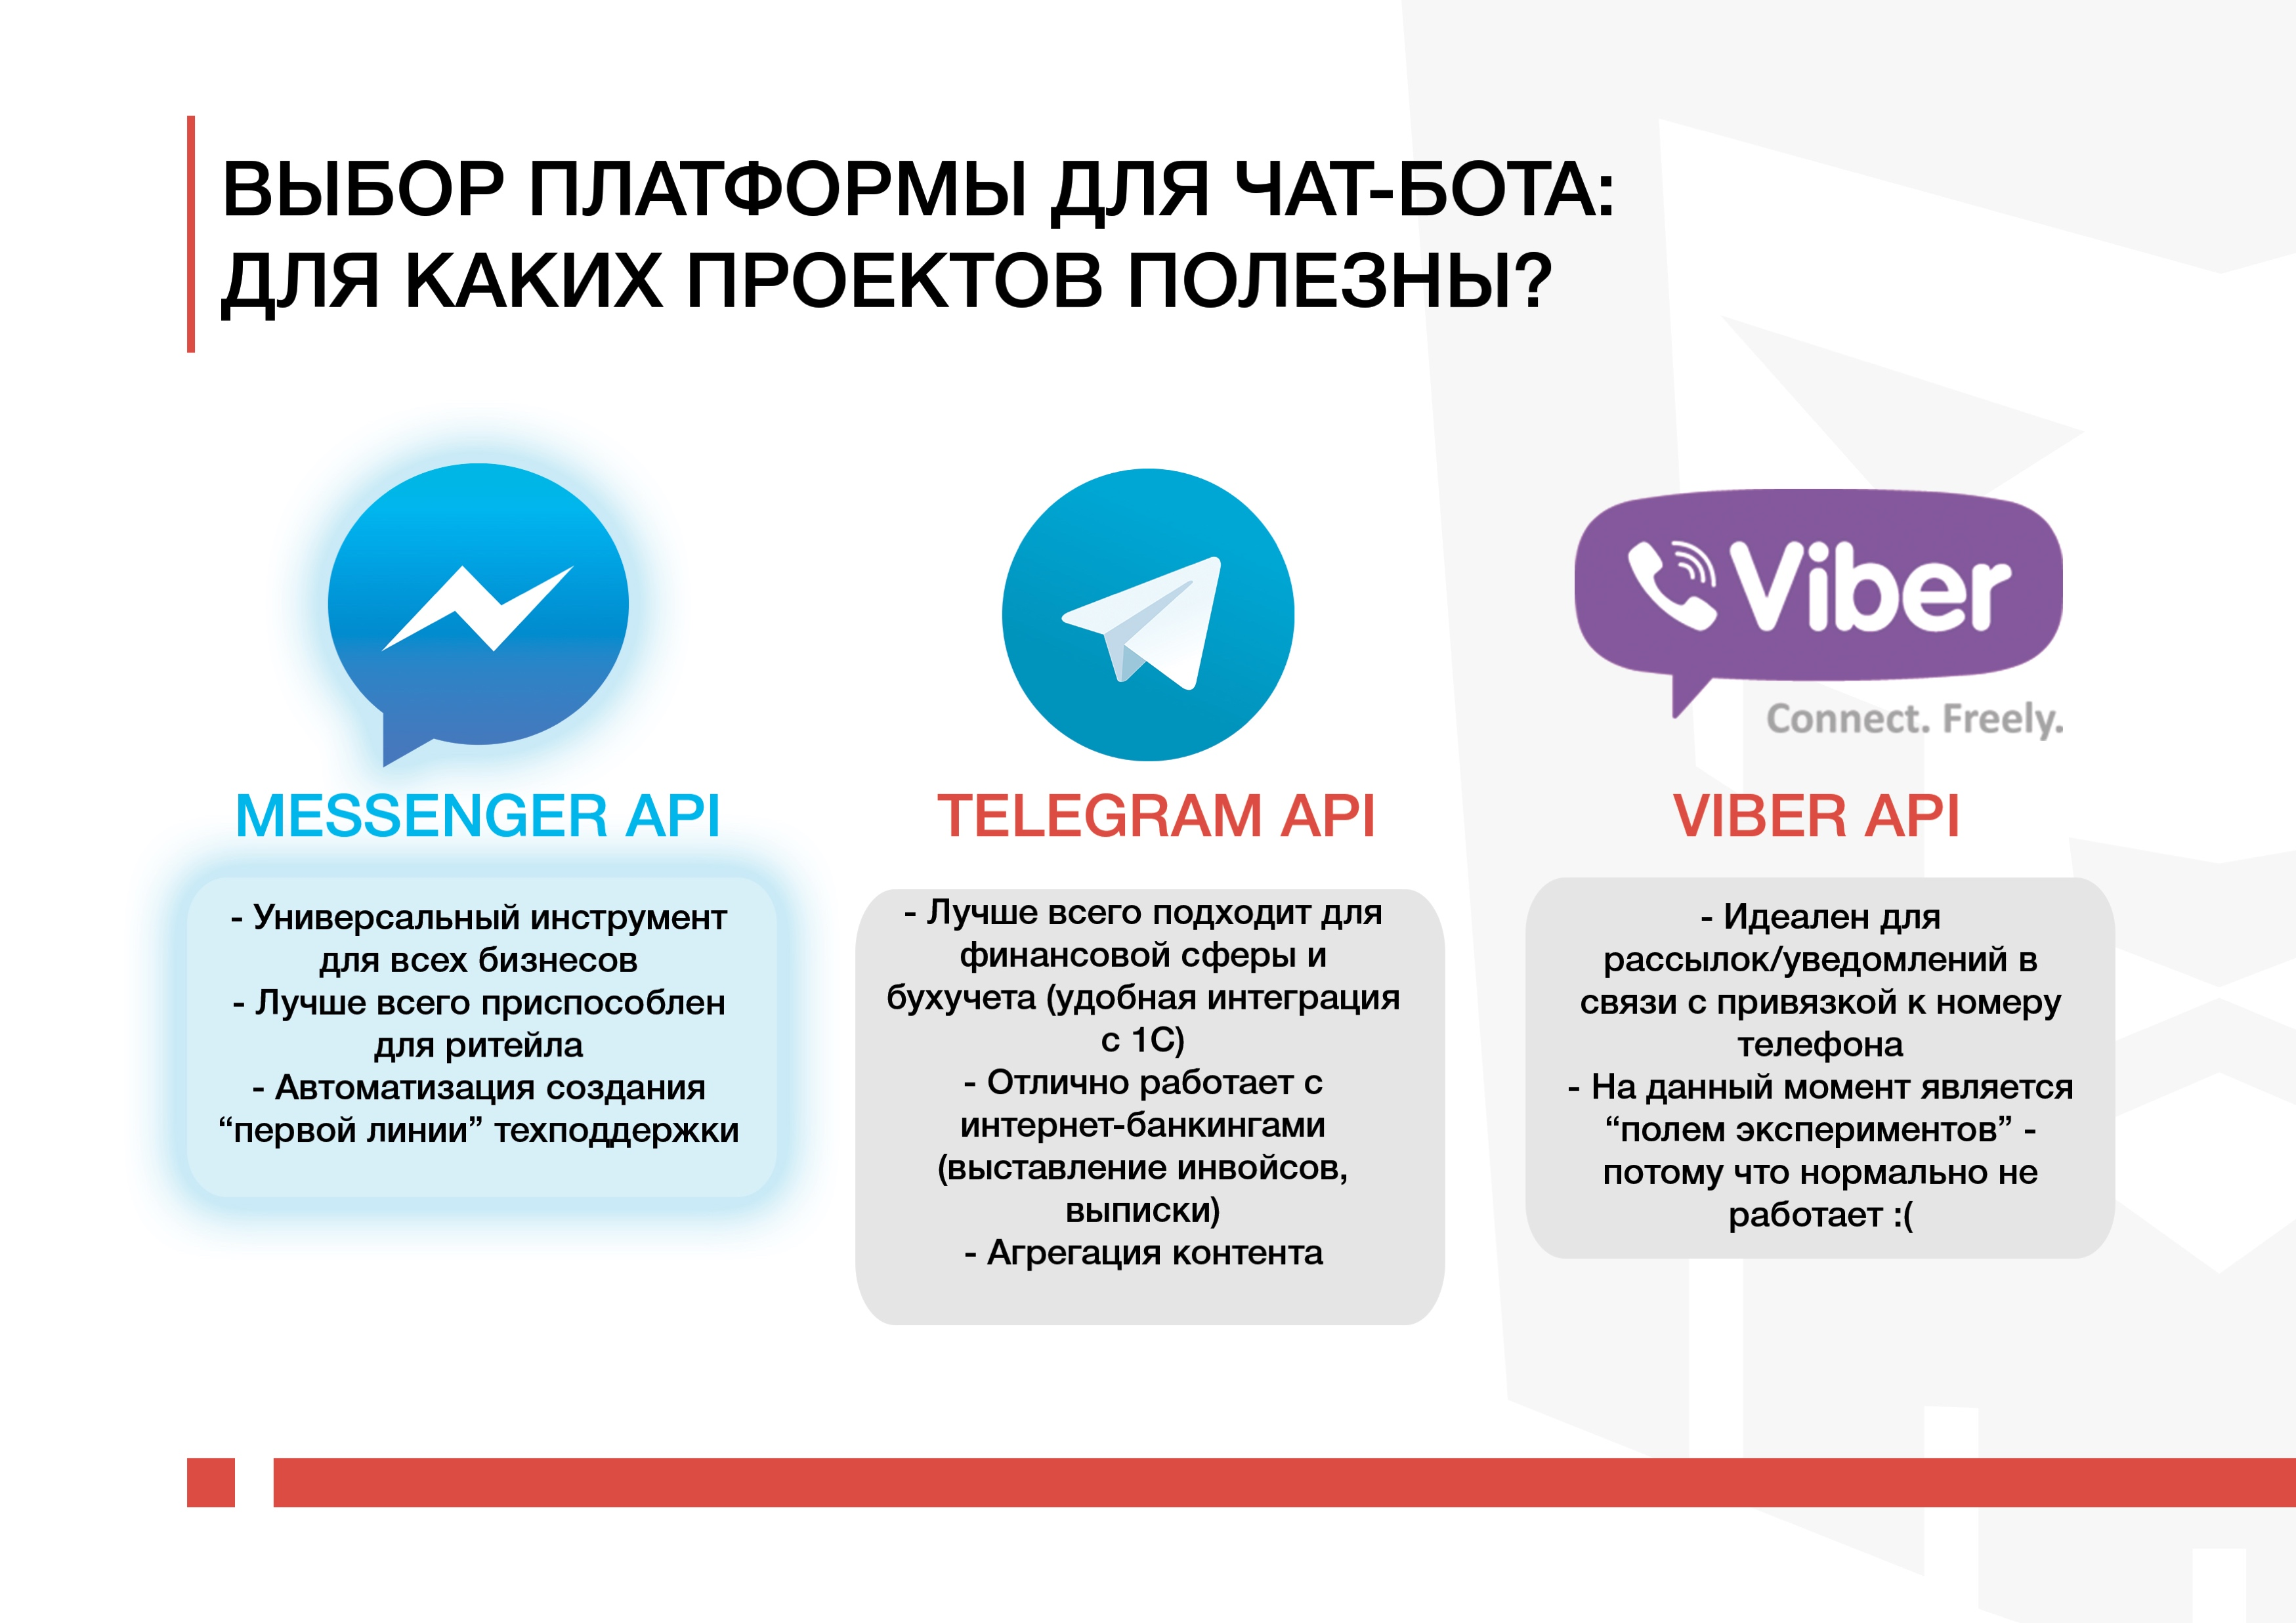 ВЫБОР ПЛАТФОРМЫ ДЛЯ ЧАТ-БОТА:
ДЛЯ КАКИХ ПРОЕКТОВ ПОЛЕЗНЫ?
Viber
Connect. Freely.
MESSENGER API
- Универсальный инструмент
для всех бизнесов
- Лучше всего приспособлен
для ритейла
- Автоматизация создания
“первой линии” техподдержки
TELEGRAM API
- Лучше всего подходит для
финансовой сферы и
бухучета (удобная интеграция
с 1С)
- Отлично работает с
интернет-банкингами
(выставление инвойсов,
выписки)
- Агрегация контента
VIBER API
- Идеален для
рассылок/уведомлений в
связи с привязкой к номеру
телефона
- На данный момент является
“полем экспериментов” -
потому что нормально не
работает :(